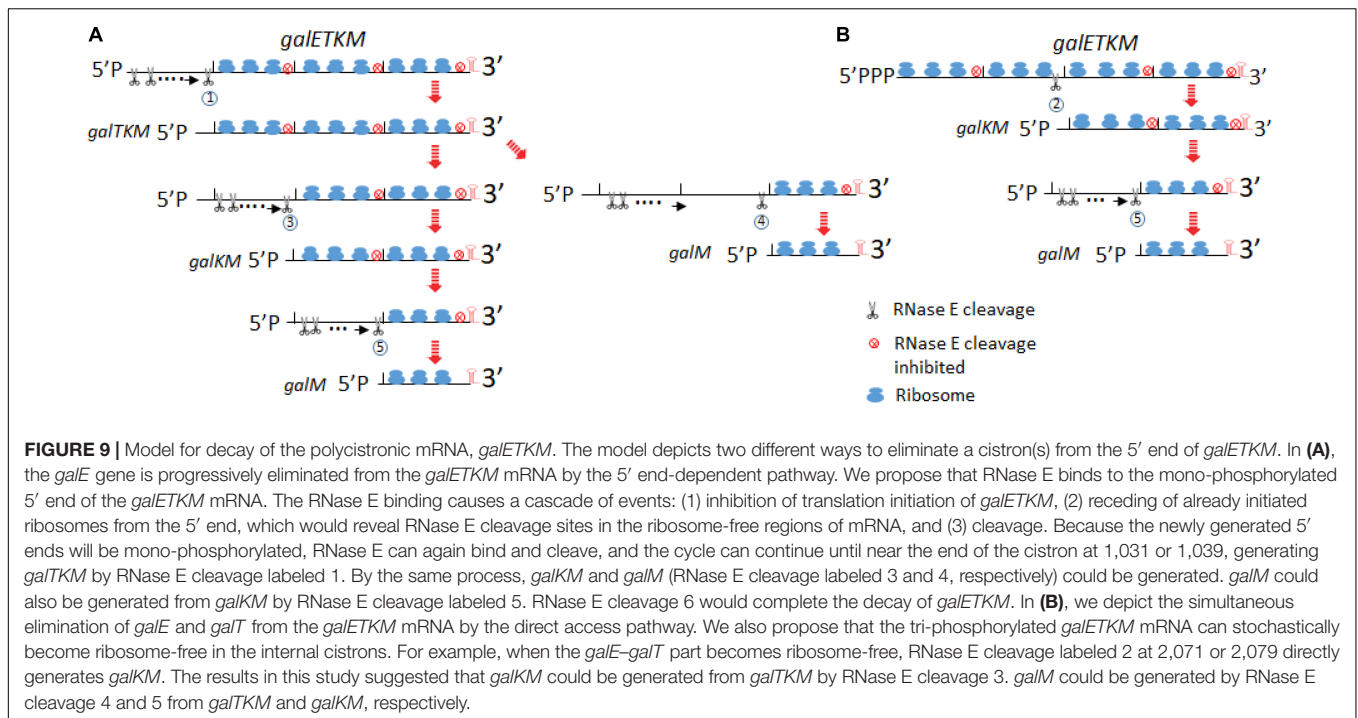 A
galETKM
5'P
3'
1
galTKM 5'P
3'
5'P
3'
3
galKM 5'P
3'
5'P
3'
5
galM 5'P
3'
5'P
3'
4
galM 5'P
3'
B
galETKM
5'PPP
3'
2
galKM 5'P
3'
5'P
3'
5
galM 5'P
3'
RNase E cleavage
RNase E cleavage
inhibited
Ribosome
FIGURE 9 | Model for decay of the polycistronic mRNA, galETKM. The model depicts two different ways to eliminate a cistron(s) from the 5′ end of galETKM. In (A),
the galE gene is progressively eliminated from the galETKM mRNA by the 5′ end-dependent pathway. We propose that RNase E binds to the mono-phosphorylated
5′ end of the galETKM mRNA. The RNase E binding causes a cascade of events: (1) inhibition of translation initiation of galETKM, (2) receding of already initiated
ribosomes from the 5′ end, which would reveal RNase E cleavage sites in the ribosome-free regions of mRNA, and (3) cleavage. Because the newly generated 5′
ends will be mono-phosphorylated, RNase E can again bind and cleave, and the cycle can continue until near the end of the cistron at 1,031 or 1,039, generating
galTKM by RNase E cleavage labeled 1. By the same process, galKM and galM (RNase E cleavage labeled 3 and 4, respectively) could be generated. galM could
also be generated from galKM by RNase E cleavage labeled 5. RNase E cleavage 6 would complete the decay of galETKM. In (B), we depict the simultaneous
elimination of galE and galT from the galETKM mRNA by the direct access pathway. We also propose that the tri-phosphorylated galETKM mRNA can stochastically
become ribosome-free in the internal cistrons. For example, when the galE–galT part becomes ribosome-free, RNase E cleavage labeled 2 at 2,071 or 2,079 directly
generates galKM. The results in this study suggested that galKM could be generated from galTKM by RNase E cleavage 3. galM could be generated by RNase E
cleavage 4 and 5 from galTKM and galKM, respectively.